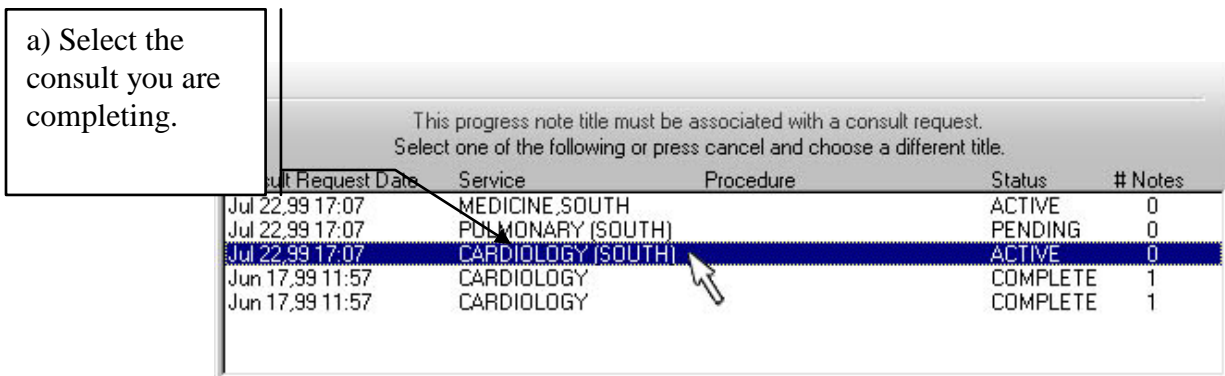 a) Select the
consult you are
completing.
This progress note title must be associated with a consult request.
Select one of the following or press cancel and choose a different title.
sult Request Date Service Procedure Status # Notes
Jul 22,99 17:07 MEDICINE,SOUTH ACTIVE 0
Jul 22,99 17:07 PULMONARY (SOUTH) PENDING 0
Jul 22,99 17:07 CARDIOLOGY (SOUTH) ACTIVE 0
Jun 17,99 11:57 CARDIOLOGY COMPLETE 1
Jun 17,99 11:57 CARDIOLOGY COMPLETE 1